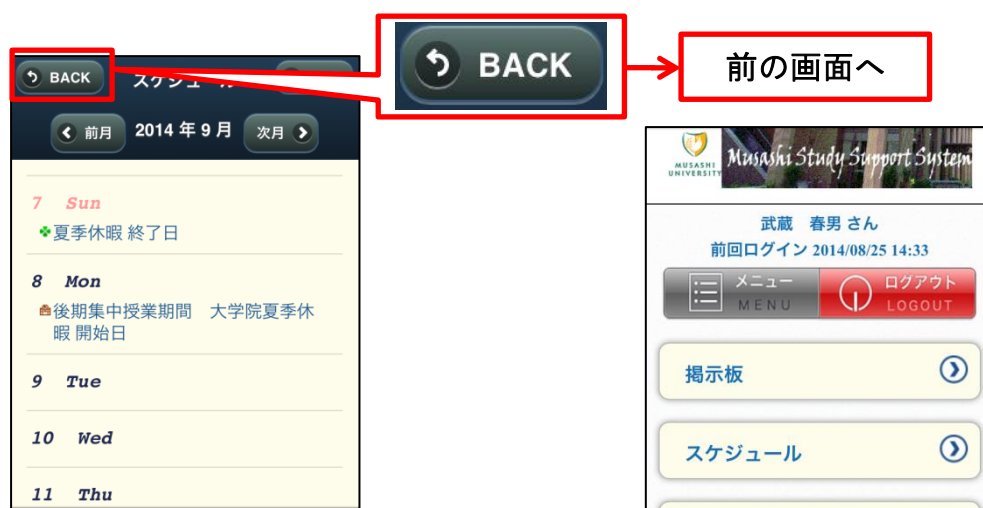 BACK
スケジュール
前月
2014 年 9 月
次月
7 Sun
夏季休暇 終了日
8 Mon
後期集中授業期間 大学院夏季休
暇 開始日
9 Tue
10 Wed
11 Thu
BACK
前の画面へ
MUSASHI
UNIVERSITY
Musashi Study Support System
武蔵 春男 さん
前回ログイン 2014/08/25 14:33
メニュー
MENU
ログアウト
LOGOUT
掲示板
スケジュール